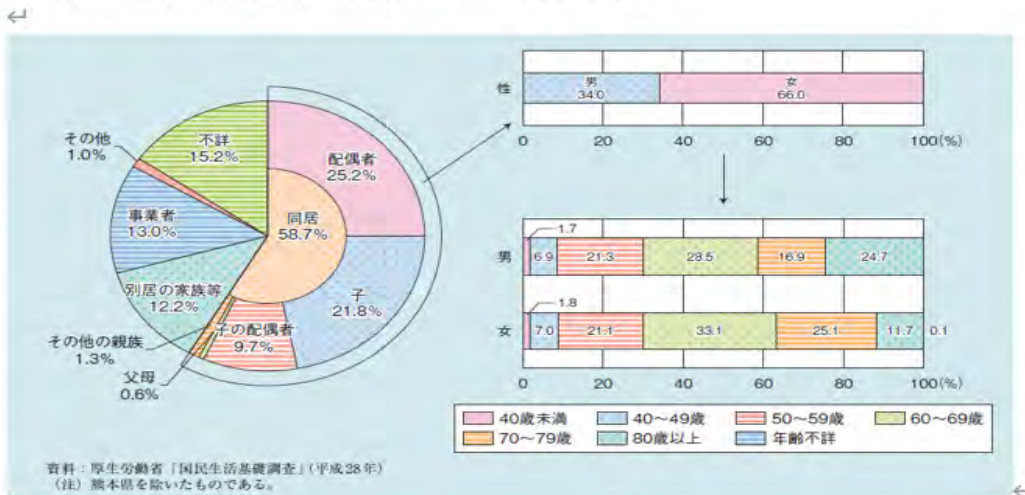 その他
1.0%
不詳
15.2%
配偶者
25.2%
事業者
13.0%
同居
58.7%
別居の家族等
12.2%
子
21.8%
その他の親族
1.3%
子の配偶者
9.7%
父母
0.6%
性
男
34.0
女
66.0
0 20 40 60 80 100(%)
男
1.7
6.9 21.3 28.5 16.9 24.7
女
1.8
7.0 21.1 33.1 25.1 11.7 0.1
0 20 40 60 80 100(%)
40歳未満 40～49歳 50～59歳 60～69歳
70～79歳 80歳以上 年齢不詳
資料：厚生労働省「国民生活基礎調査」(平成28年)
（注）熊本県を除いたものである。